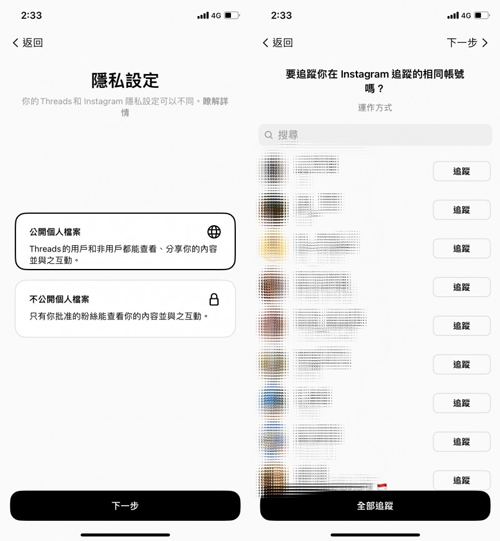 2:33
4G
返回
隱私設定
你的 Threads 和 Instagram 隱私設定可以不同。瞭解詳
情
公開個人檔案
Threads 的用戶和非用戶都能查看、分享你的內容
並與之互動。
不公開個人檔案
只有你批准的粉絲能查看你的內容並與之互動。
下一步
2:33
4G
返回
下一步
要追蹤你在 Instagram 追蹤的相同帳號
嗎？
運作方式
搜尋
追蹤
追蹤
追蹤
追蹤
追蹤
追蹤
追蹤
追蹤
追蹤
全部追蹤